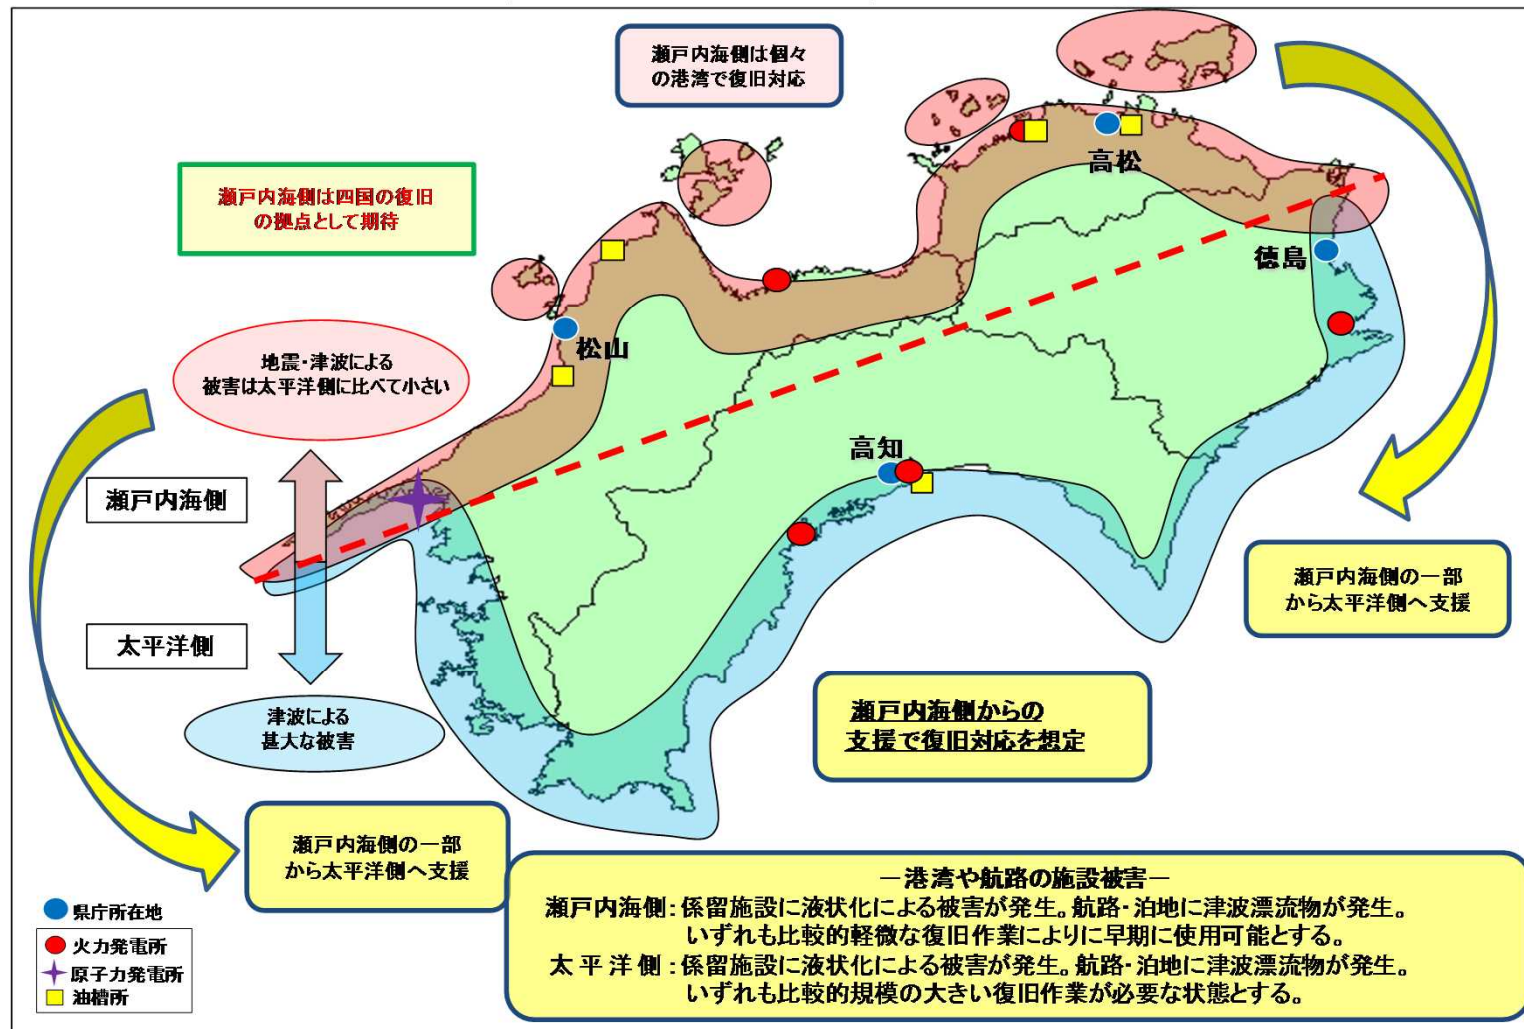 瀬戸内海側は個々
の港湾で復旧対応
瀬戸内海側は四国の復旧
の拠点として期待
高松
徳島
松山
高知
地震・津波による
被害は太平洋側に比べて小さい
瀬戸内海側
太平洋側
津波による
甚大な被害
瀬戸内海側の一部
から太平洋側へ支援
瀬戸内海側からの
支援で復旧対応を想定
瀬戸内海側の一部
から太平洋側へ支援
－港湾や航路の施設被害－
瀬戸内海側：係留施設に液状化による被害が発生。航路・泊地に津波漂流物が発生。
いずれも比較的軽微な復旧作業によりに早期に使用可能とする。
太 平 洋 側：係留施設に液状化による被害が発生。航路・泊地に津波漂流物が発生。
いずれも比較的規模の大きい復旧作業が必要な状態とする。
県庁所在地
火力発電所
原子力発電所
油槽所